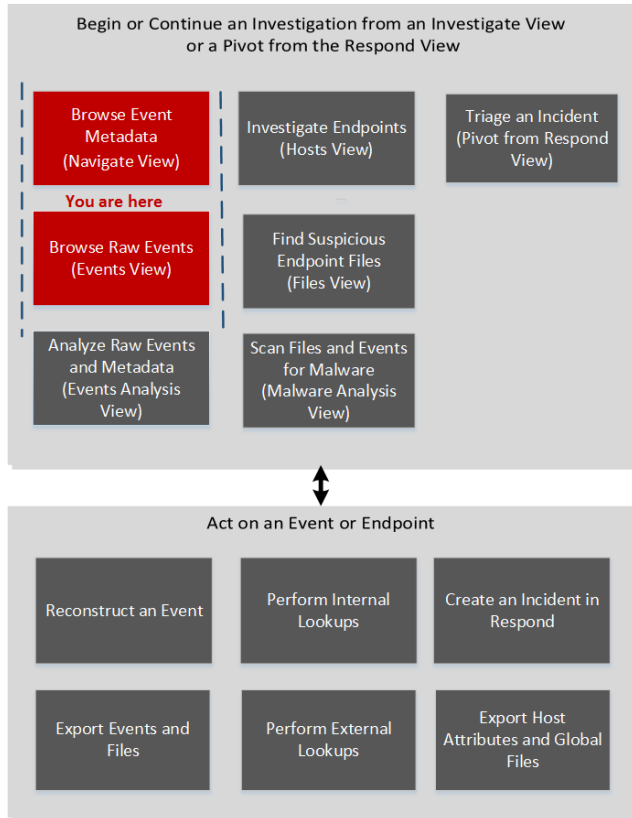 Begin or Continue an Investigation from an Investigate View
or a Pivot from the Respond View
Browse Event
Metadata
(Navigate View)
Investigate Endpoints
(Hosts View)
Triage an Incident
(Pivot from Respond
View)
You are here
Browse Raw Events
(Events View)
Find Suspicious
Endpoint Files
(Files View)
Analyze Raw Events
and Metadata
(Events Analysis
View)
Scan Files and Events
for Malware
(Malware Analysis
View)
Act on an Event or Endpoint
Reconstruct an Event
Perform Internal
Lookups
Create an Incident in
Respond
Export Events and
Files
Perform External
Lookups
Export Host
Attributes and Global
Files